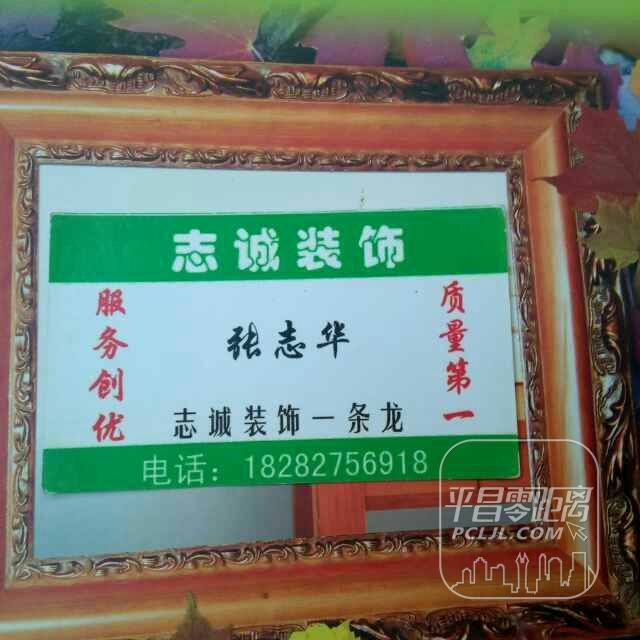 志诚装饰
服务创优
张志华
质量第一
志诚装饰一条龙
电话：18282756918
平昌零距离
PCLJL.COM